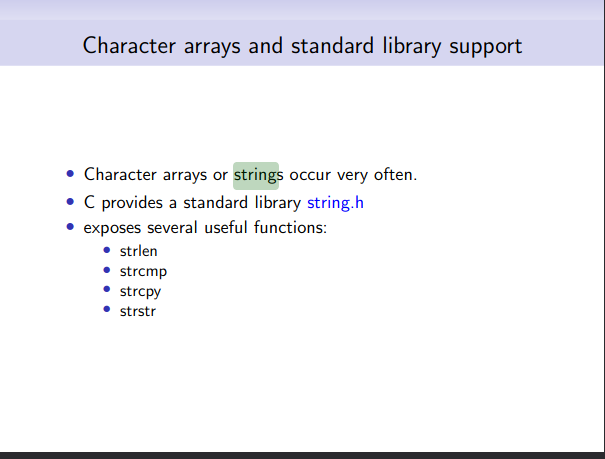 Character arrays and standard library support
Character arrays or strings occur very often.
C provides a standard library string.h
exposes several useful functions:
strlen
strcmp
strcpy
strstr